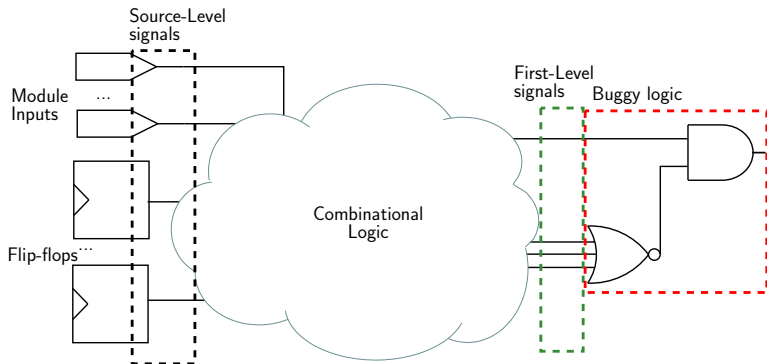 Source-Level
signals
Module
Inputs
...
Flip-flops
...
Combinational
Logic
First-Level
signals
Buggy logic